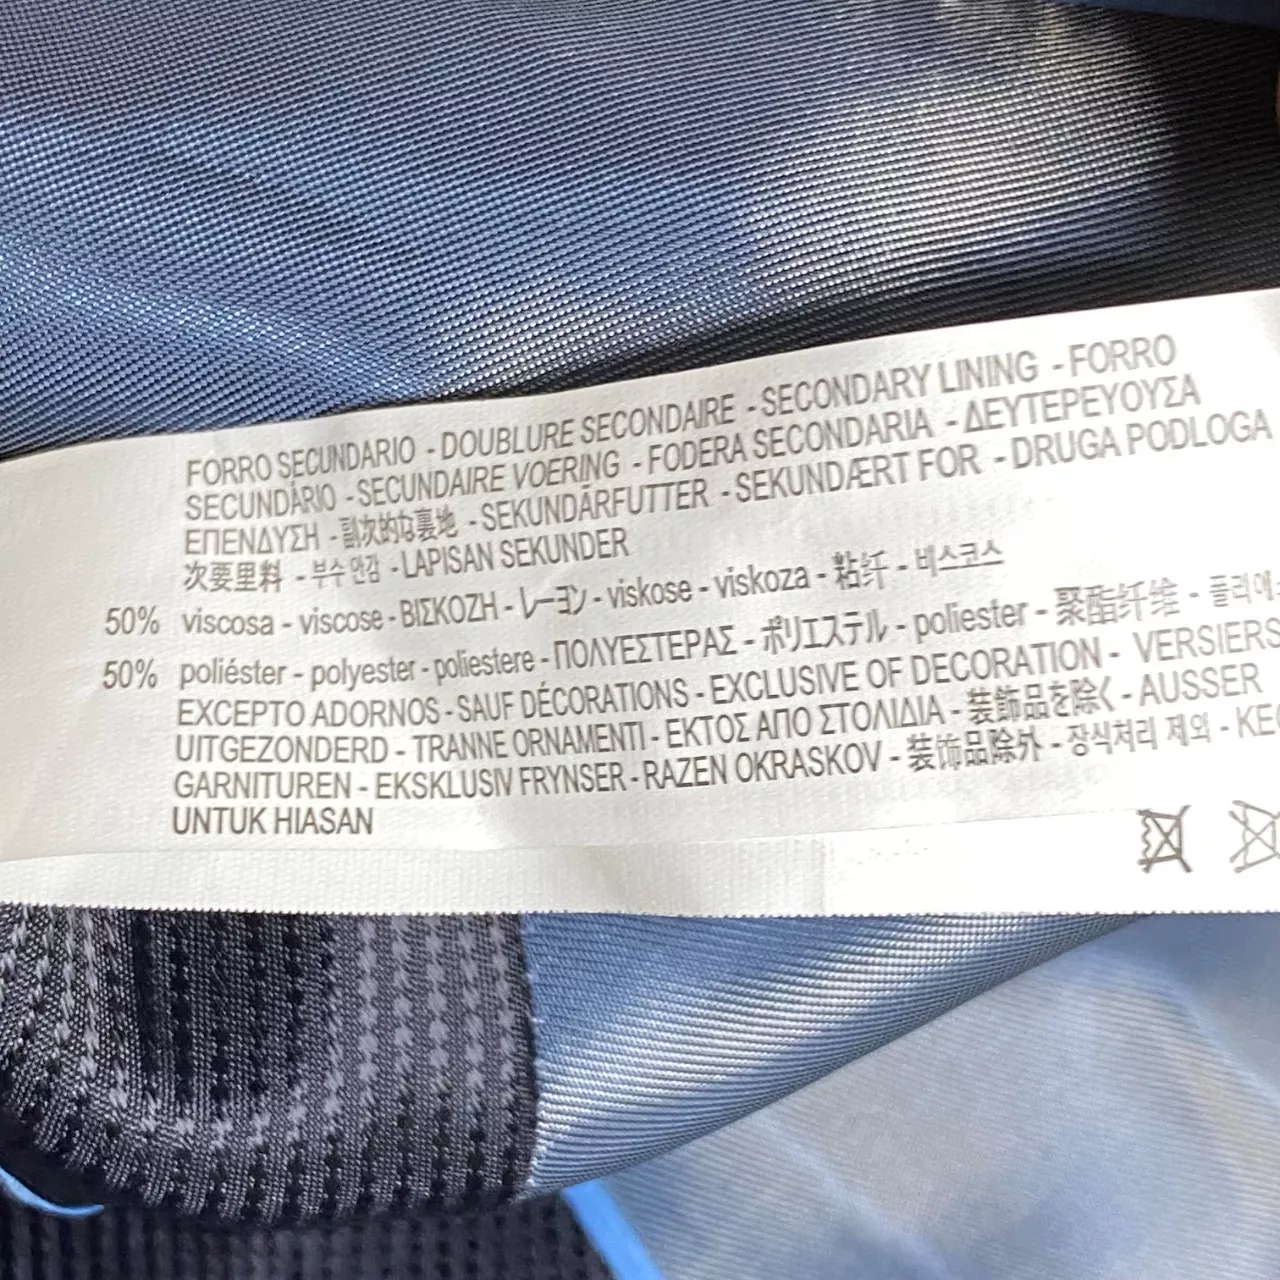 FORRO SECUNDARIO - DOUBLURE SECONDAIRE - SECONDARY LINING - FORRO
SECUNDÀRIO - SECUNDAIRE VOERING - FODERA SECONDARIA - ΔΕΥΤΕΡΕΥΟΥΣΑ
ΕΠΕΝΔΥΣΗ - 副次的な裏地 - SEKUNDÄRFUTTER - SEKUNDÆRT FOR - DRUGA PODLOGA
次要里料 - 부수 안감 - LAPISAN SEKUNDER
50% viscosa - viscose - ΒΙΣΚΟΖΗ - レーヨン - viskose - viskoza - 粘纤 - 비스코스
50% poliéster - polyester - poliestere - ΠΟΛΥΕΣΤΕΡΑΣ - ポリエステル - poliester - 聚酯纤维 - 폴리에
EXCEPTO ADORNOS - SAUF DÉCORATIONS - EXCLUSIVE OF DECORATION - VERSIERS
UITGEZONDERD - TRANNE ORNAMENTI - ΕΚΤΟΣ ΑΠΟ ΣΤΟΛΙΔΙΑ - 装飾品を除く - AUSSER
GARNITUREN - EKSKLUSIV FRYNSER - RAZEN OKRASKOV - 装饰品除外 - 장식처리 제외 - KEC
UNTUK HIASAN